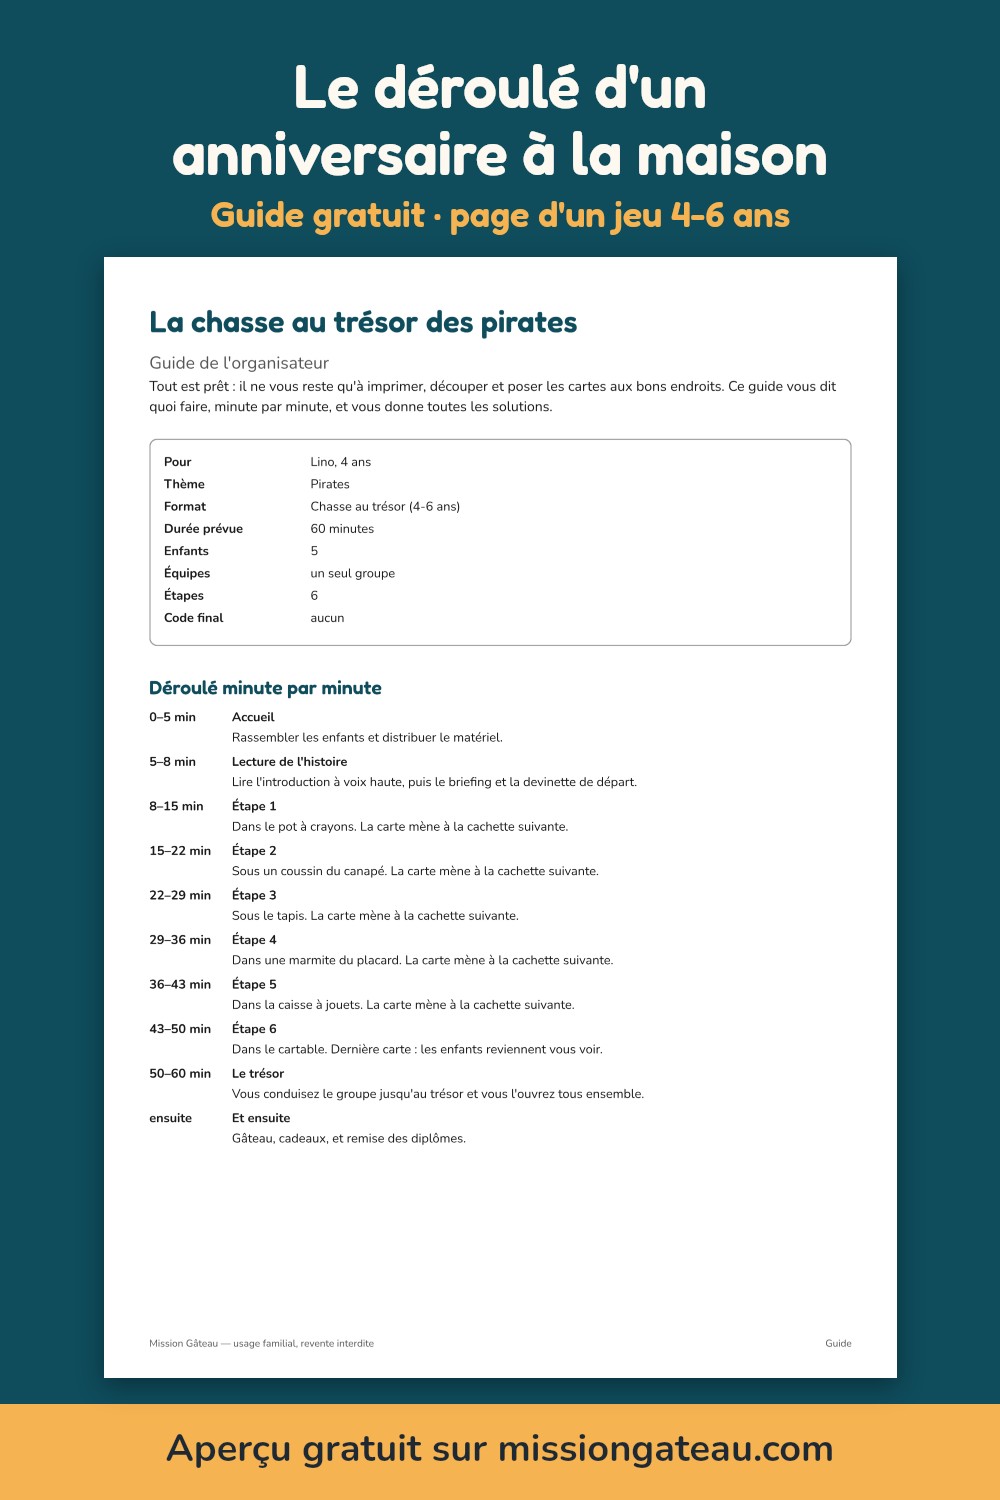 Le déroulé d'un
anniversaire à la maison
Guide gratuit · page d'un jeu 4-6 ans
La chasse au trésor des pirates
Guide de l'organisateur
Tout est prêt : il ne vous reste qu'à imprimer, découper et poser les cartes aux bons endroits. Ce guide vous dit
quoi faire, minute par minute, et vous donne toutes les solutions.
Pour Lino, 4 ans
Thème Pirates
Format Chasse au trésor (4-6 ans)
Durée prévue 60 minutes
Enfants 5
Équipes un seul groupe
Étapes 6
Code final aucun
Déroulé minute par minute
0–5 min Accueil
Rassembler les enfants et distribuer le matériel.
5–8 min Lecture de l'histoire
Lire l'introduction à voix haute, puis le briefing et la devinette de départ.
8–15 min Étape 1
Dans le pot à crayons. La carte mène à la cachette suivante.
15–22 min Étape 2
Sous un coussin du canapé. La carte mène à la cachette suivante.
22–29 min Étape 3
Sous le tapis. La carte mène à la cachette suivante.
29–36 min Étape 4
Dans une marmite du placard. La carte mène à la cachette suivante.
36–43 min Étape 5
Dans la caisse à jouets. La carte mène à la cachette suivante.
43–50 min Étape 6
Dans le cartable. Dernière carte : les enfants reviennent vous voir.
50–60 min Le trésor
Vous conduisez le groupe jusqu'au trésor et vous l'ouvrez tous ensemble.
ensuite Et ensuite
Gâteau, cadeaux, et remise des diplômes.
Mission Gâteau — usage familial, revente interdite Guide
Aperçu gratuit sur missiongateau.com